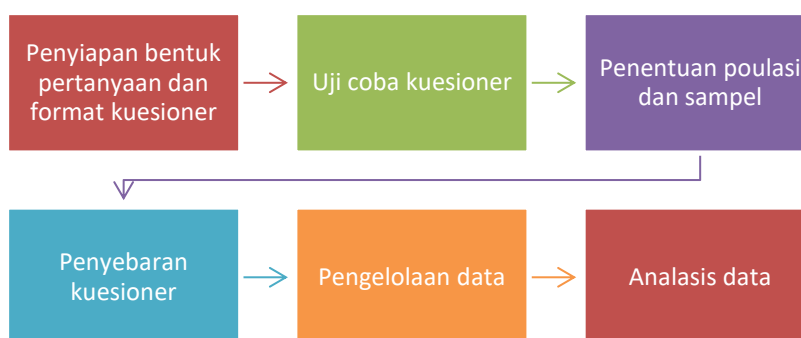 Penyiapan bentuk
pertanyaan dan
format kuesioner
Uji coba kuesioner
Penentuan poulasi
dan sampel
Penyebaran
kuesioner
Pengelolaan data
Analasis data